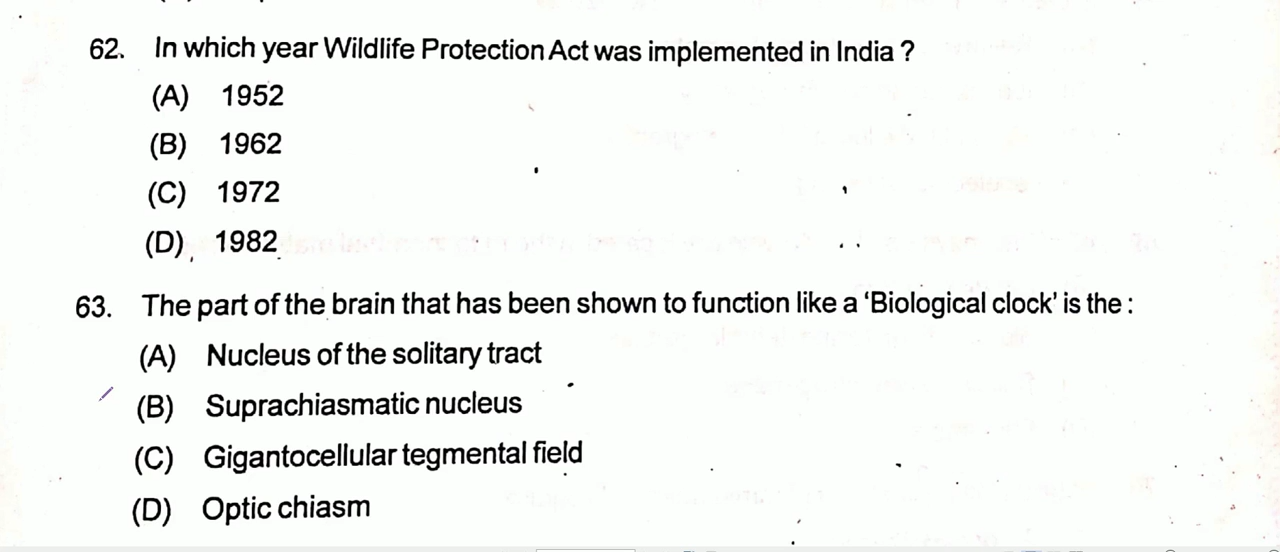 62. In which year Wildlife Protection Act was implemented in India ?
(A) 1952
(B) 1962
(C) 1972
(D) 1982
63. The part of the brain that has been shown to function like a ‘Biological clock’ is the :
(A) Nucleus of the solitary tract
(B) Suprachiasmatic nucleus
(C) Gigantocellular tegmental field
(D) Optic chiasm